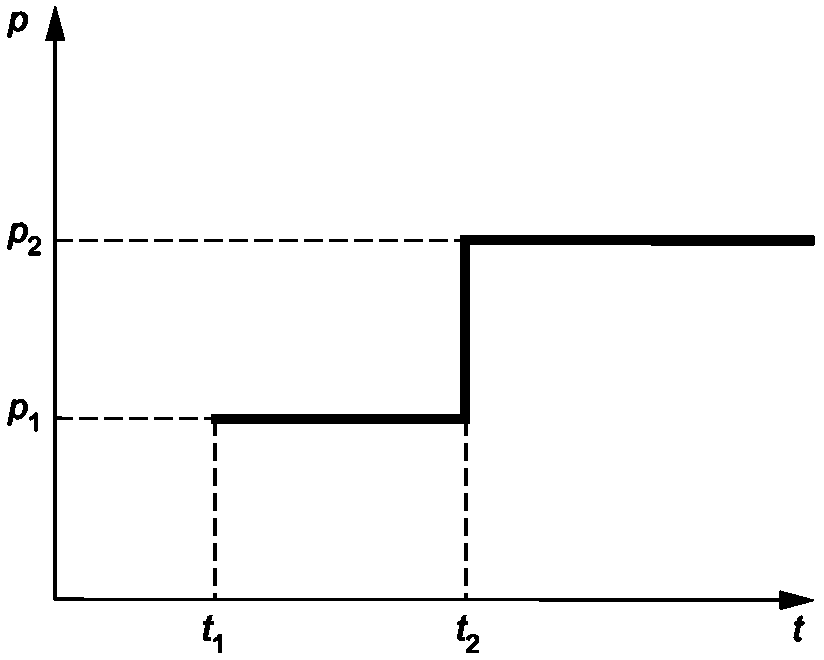 p
p₂
p₁
t₁ t₂ t